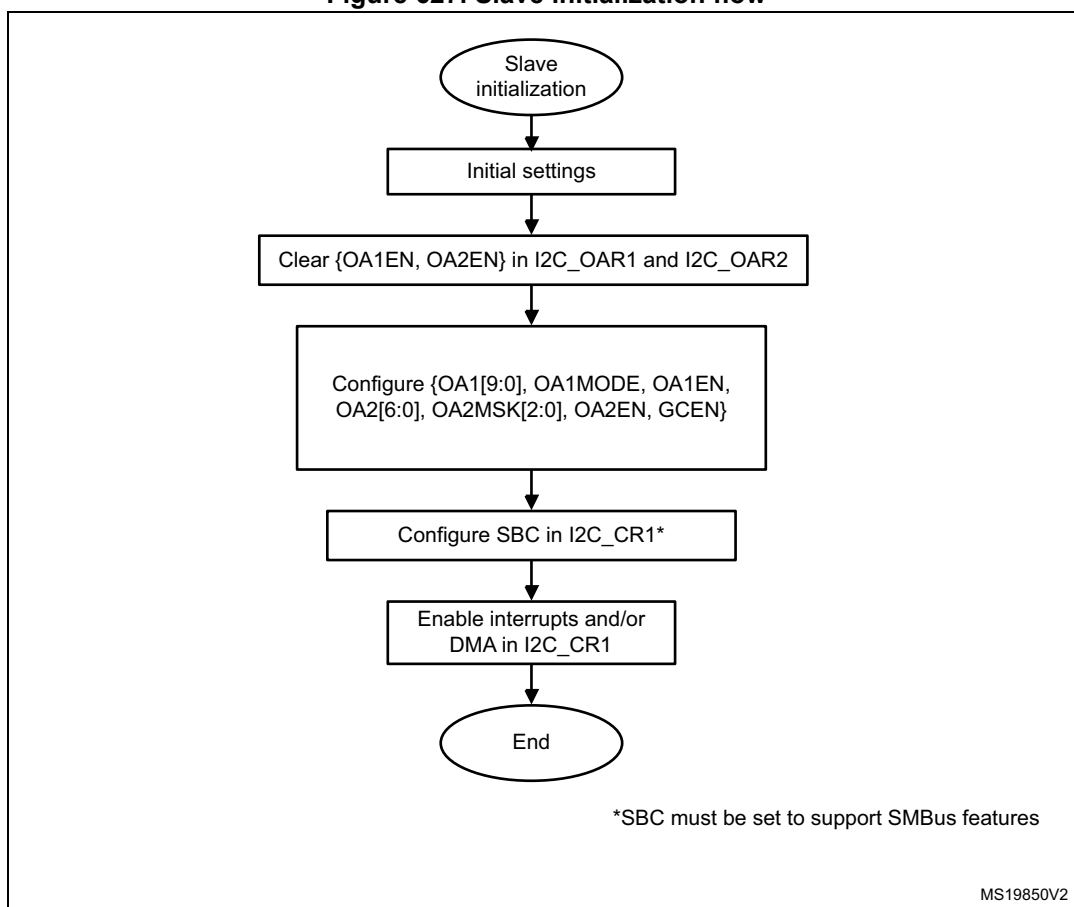 Slave
initialization
Initial settings
Clear {OA1EN, OA2EN} in I2C_OAR1 and I2C_OAR2
Configure {OA1[9:0], OA1MODE, OA1EN,
OA2[6:0], OA2MSK[2:0], OA2EN, GCEN}
Configure SBC in I2C_CR1*
Enable interrupts and/or
DMA in I2C_CR1
End
*SBC must be set to support SMBus features
MS19850V2